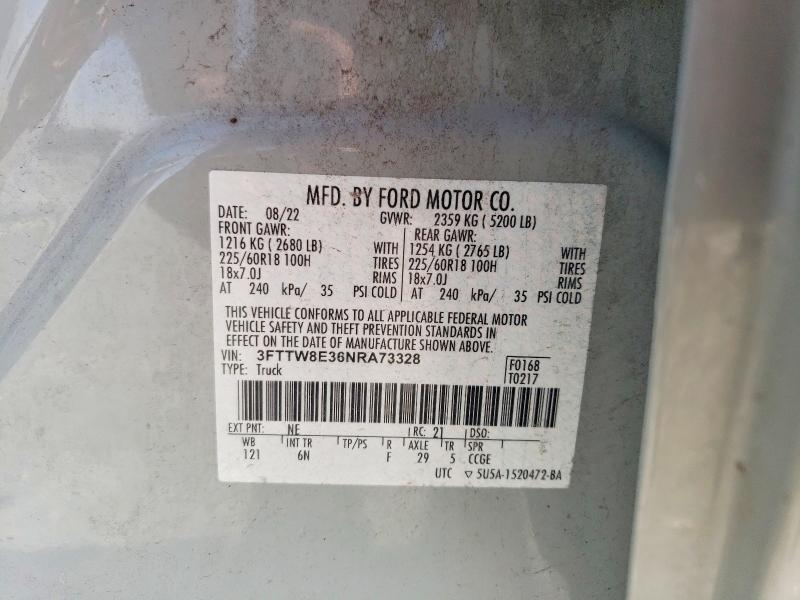 MFD. BY FORD MOTOR CO.
DATE: 08/22 GVWR: 2359 KG ( 5200 LB)
FRONT GAWR: REAR GAWR:
1216 KG ( 2680 LB) WITH 1254 KG ( 2765 LB) WITH
225/60R18 100H TIRES 225/60R18 100H TIRES
18x7.0J RIMS 18x7.0J RIMS
AT 240 kPa/ 35 PSI COLD AT 240 kPa/ 35 PSI COLD
THIS VEHICLE CONFORMS TO ALL APPLICABLE FEDERAL MOTOR
VEHICLE SAFETY AND THEFT PREVENTION STANDARDS IN
EFFECT ON THE DATE OF MANUFACTURE SHOWN ABOVE.
VIN: 3FTTW8E36NRA73328 F0168
TYPE: Truck T0217
EXT PNT: NE RC: 21 DSO:
WB INT TR TP/PS R AXLE TR SPR
121 6N F 29 5 CCGE
UTC ▽ 5U5A-1520472-BA